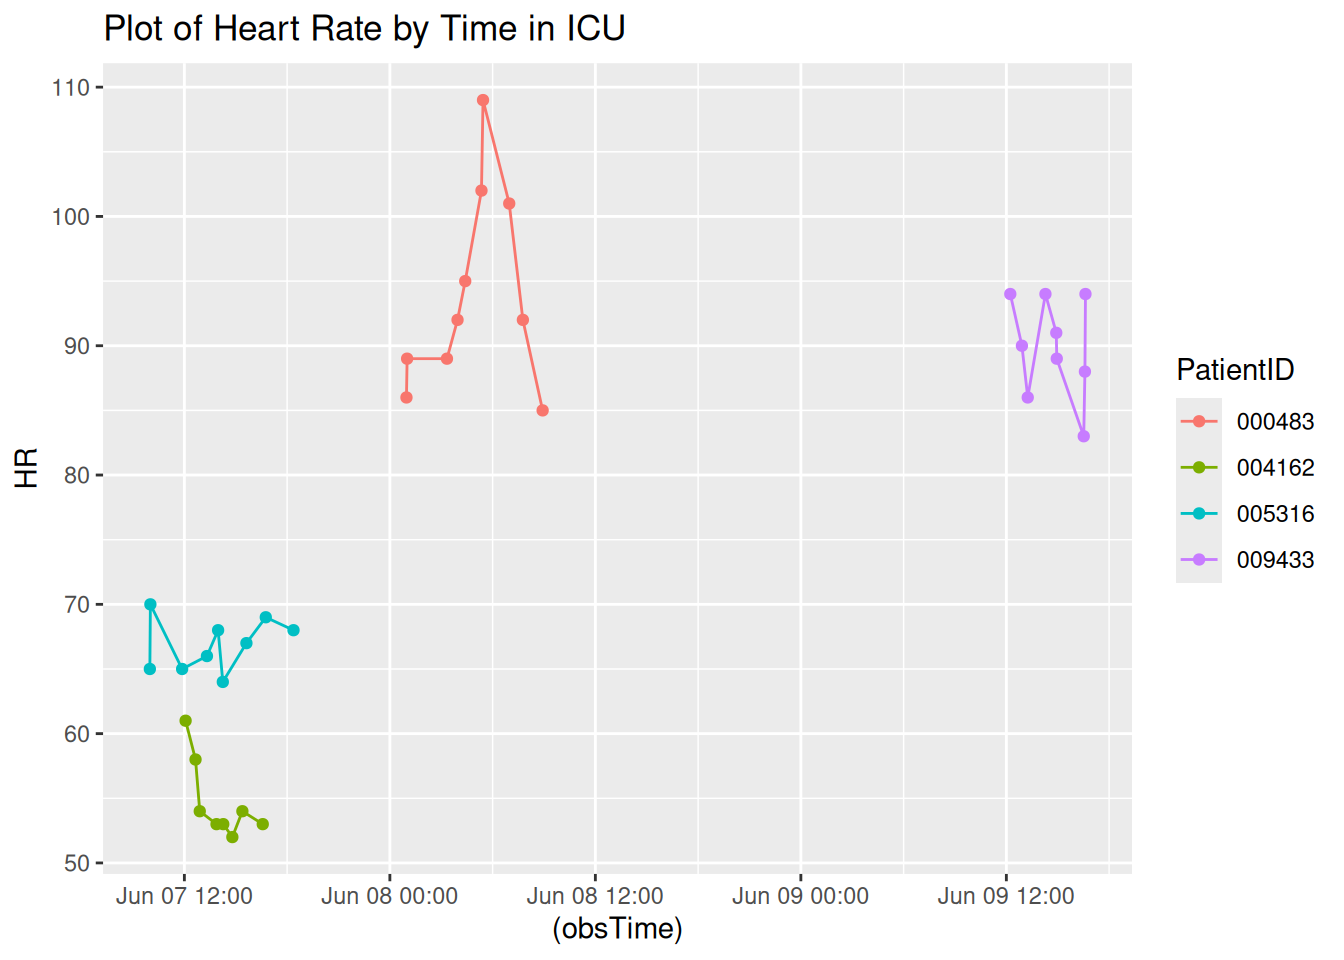 Plot of Heart Rate by Time in ICU
110
100
90
80
70
60
50
HR
Jun 07 12:00
Jun 08 00:00
Jun 08 12:00
Jun 09 00:00
Jun 09 12:00
(obsTime)
PatientID
000483
004162
005316
009433